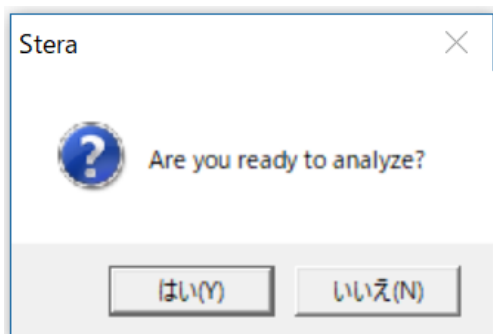 Stera
Are you ready to analyze?
はい(Y)
いいえ(N)